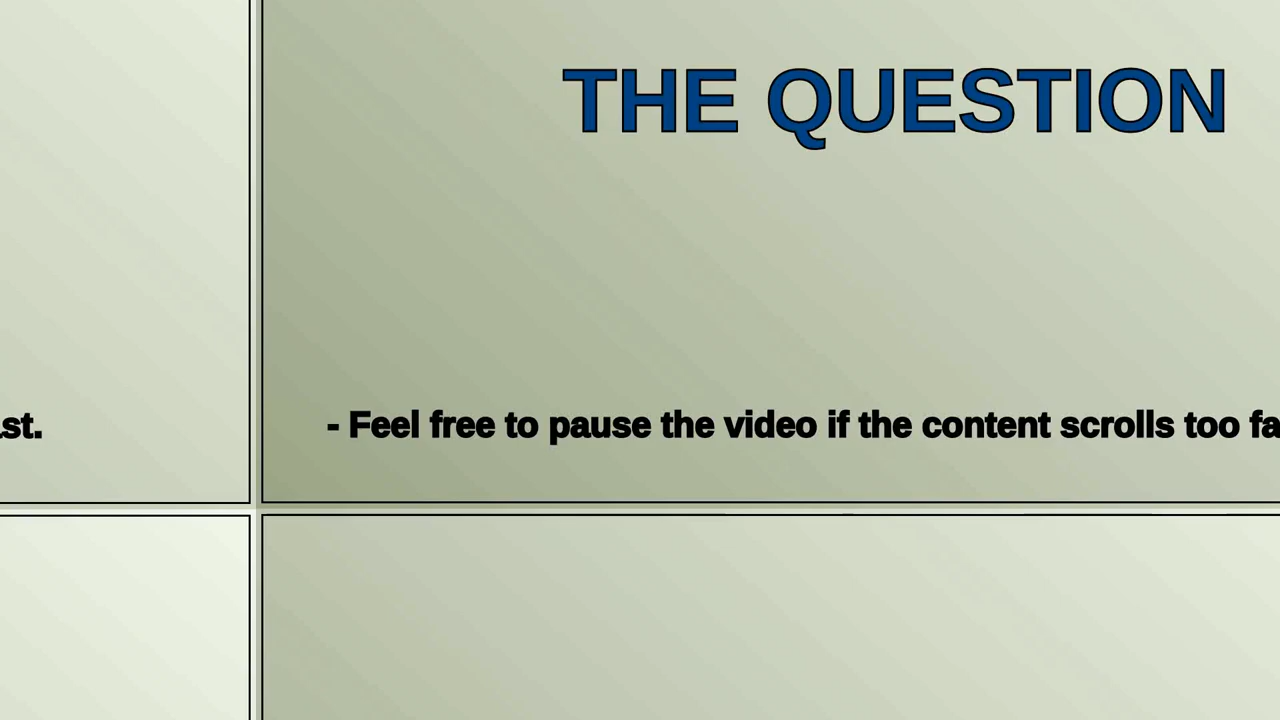 THE QUESTION
st.
- Feel free to pause the video if the content scrolls too fa